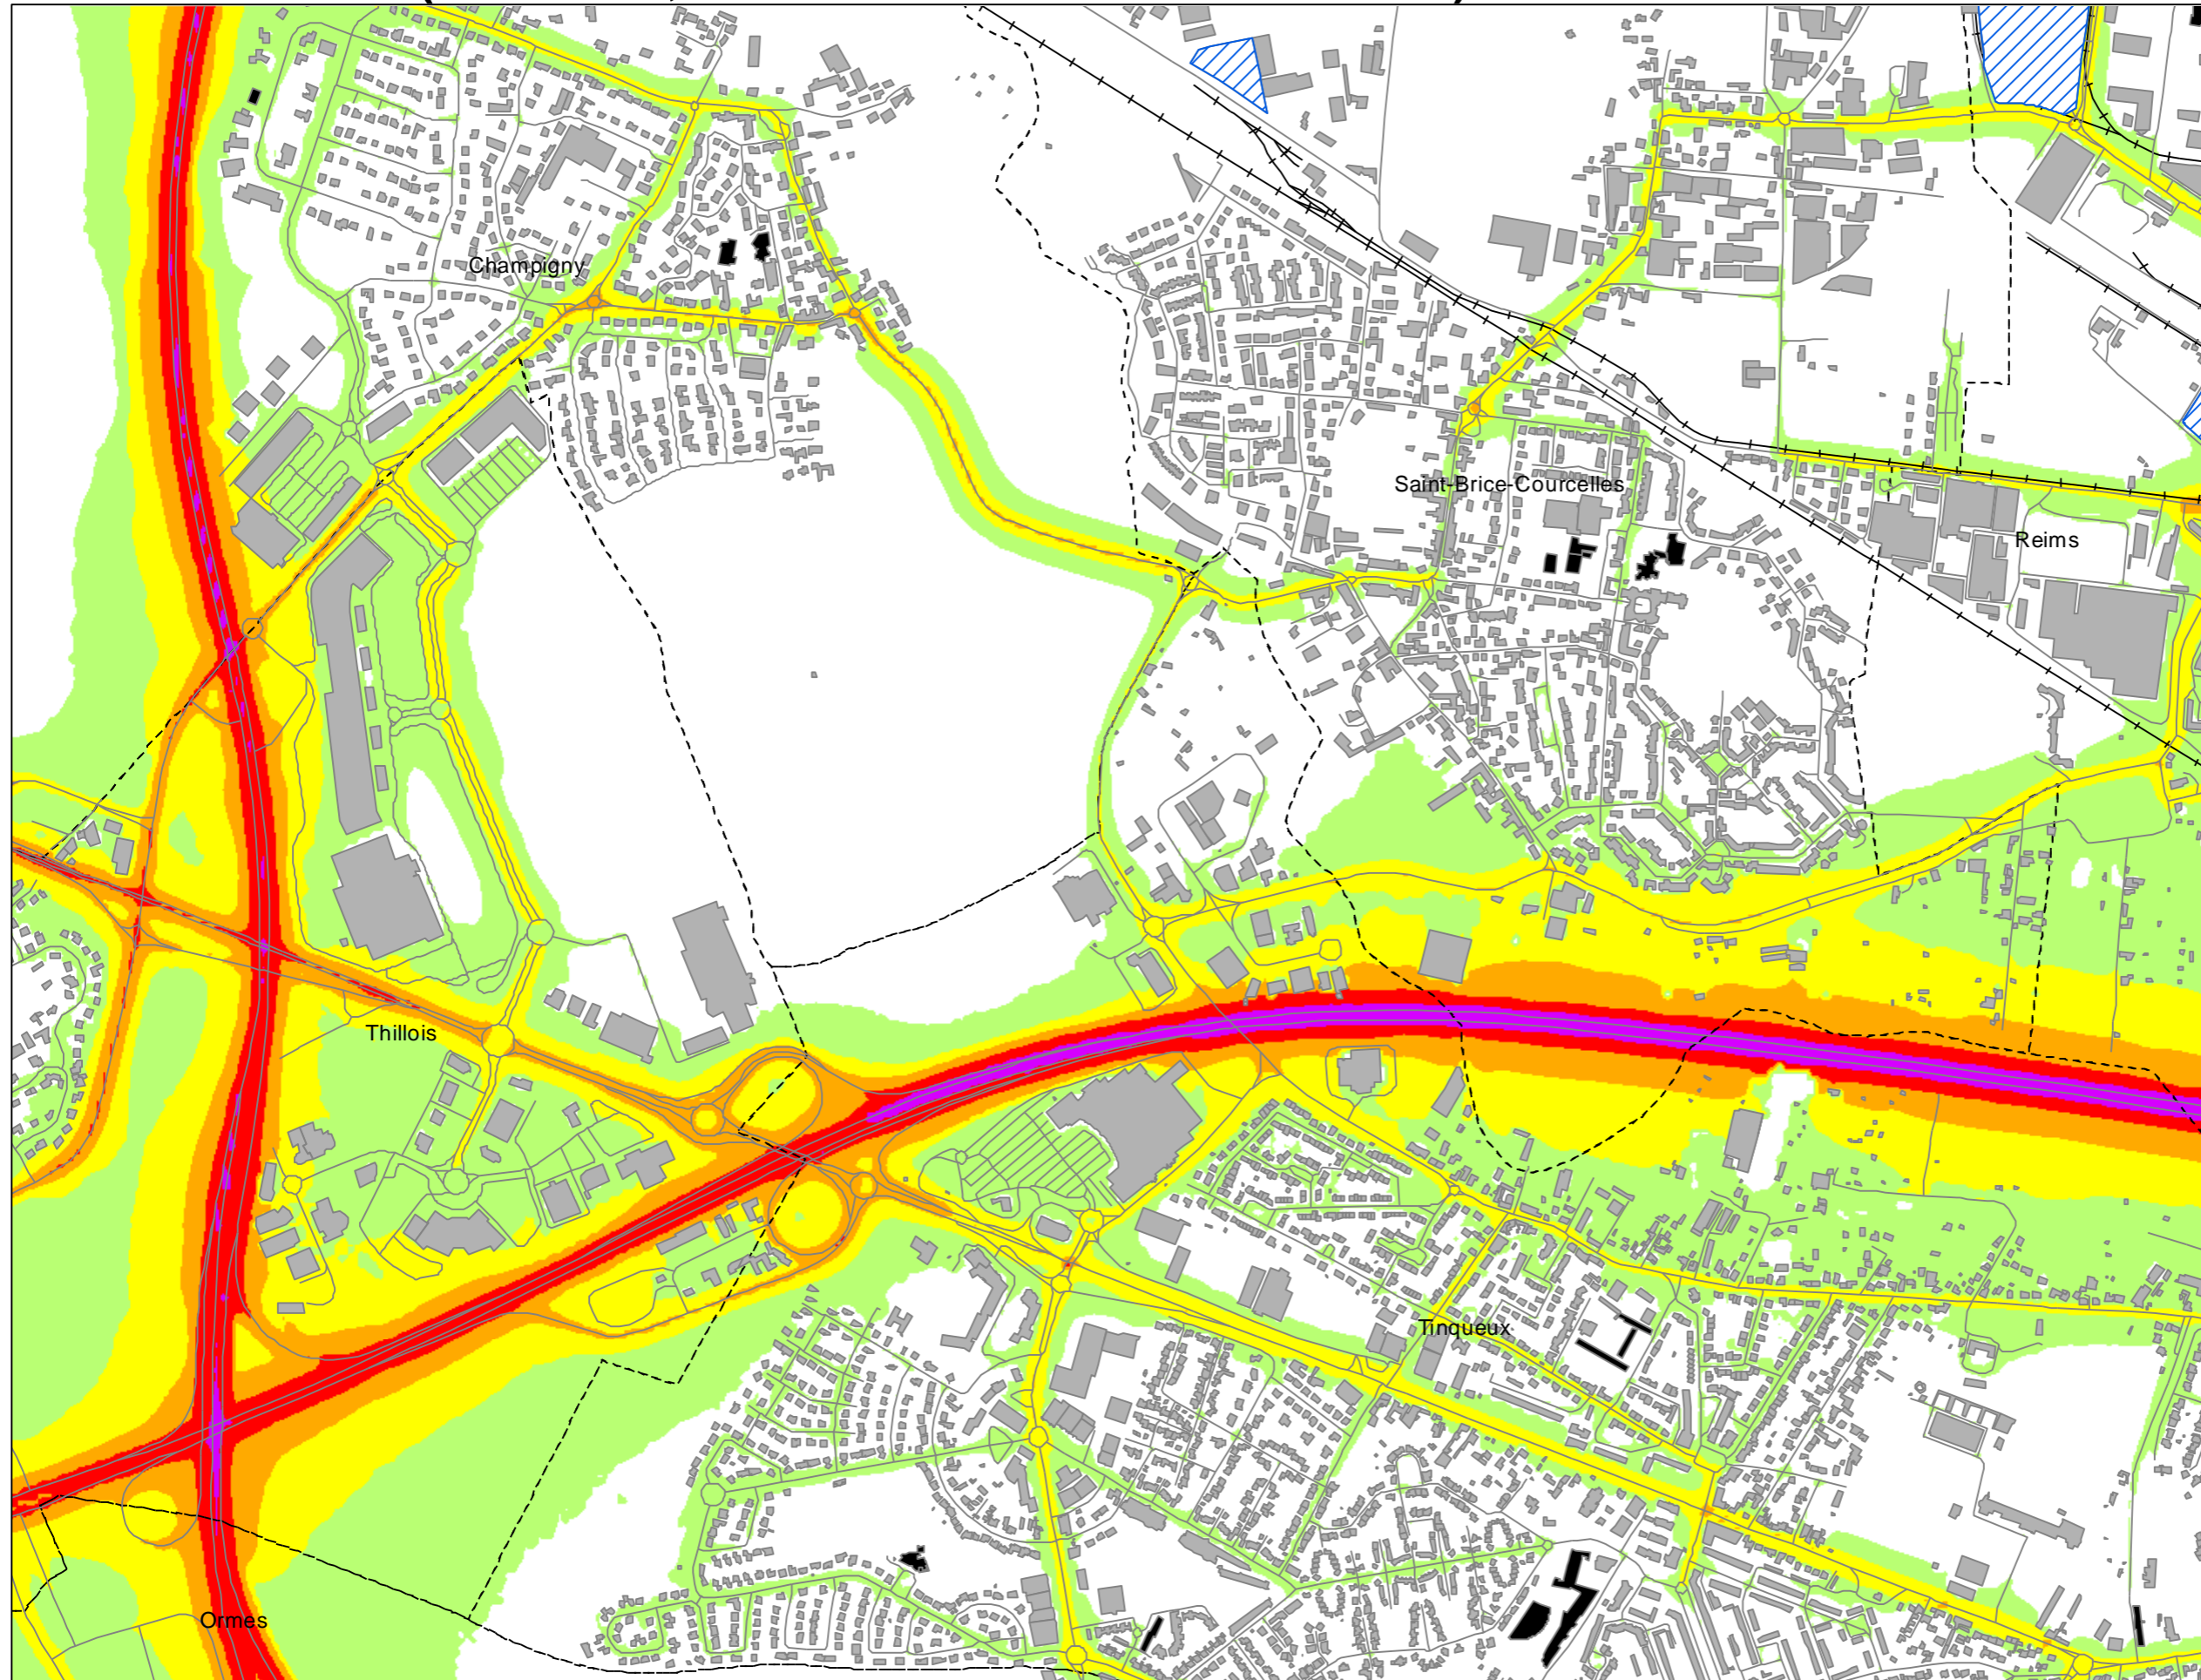 Champigny
Saint-Brice-Courcelles
Reims
Thillois
Tinqueux
Ormes